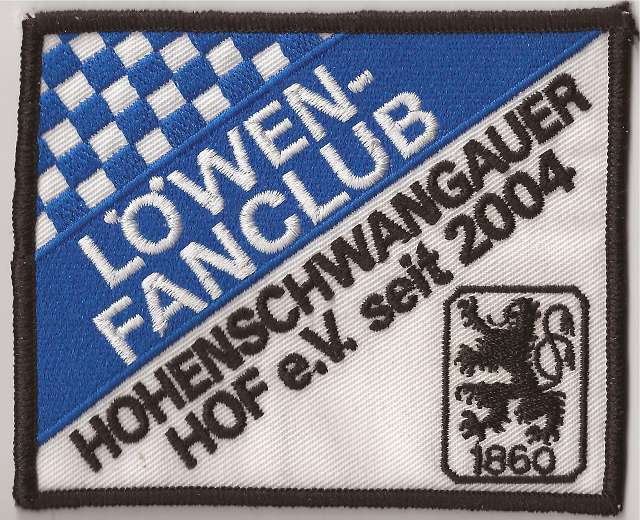 LÖWEN-
FANCLUB
HOHENSCHWANGAUER
HOF e.V. seit 2004
1860